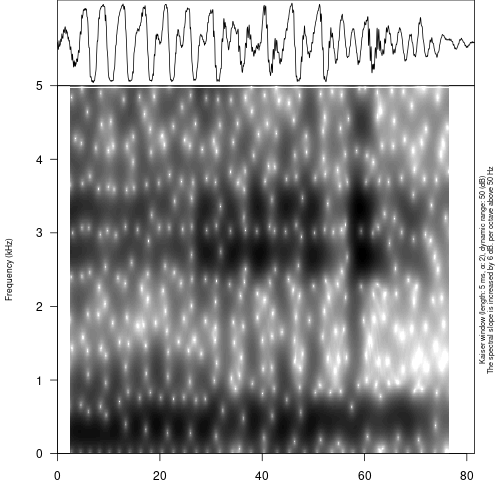 5
4
3
2
1
0
Frequency (kHz)
0 20 40 60 80
Kaiser window (length: 5 ms, α: 2), dynamic range: 50 (dB)
The spectral slope is increased by 6 dB per octave above 50 Hz